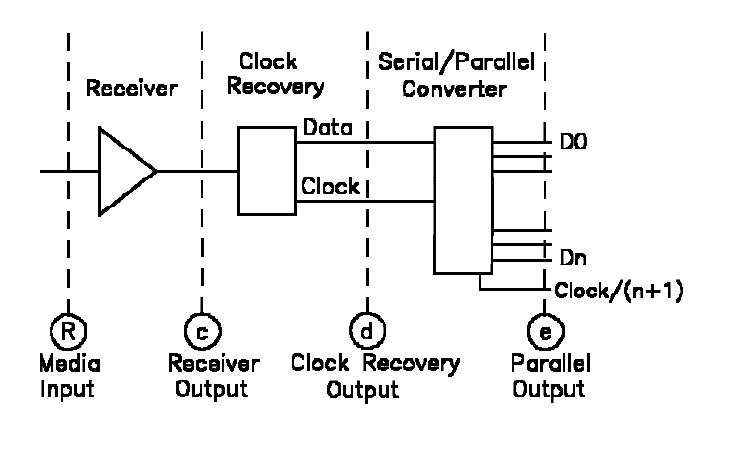 Receiver
Clock
Recovery
Serial/Parallel
Converter
Data
Clock
D0
Dn
Clock/(n+1)
R
c
d
e
Media
Input
Receiver
Output
Clock Recovery
Output
Parallel
Output